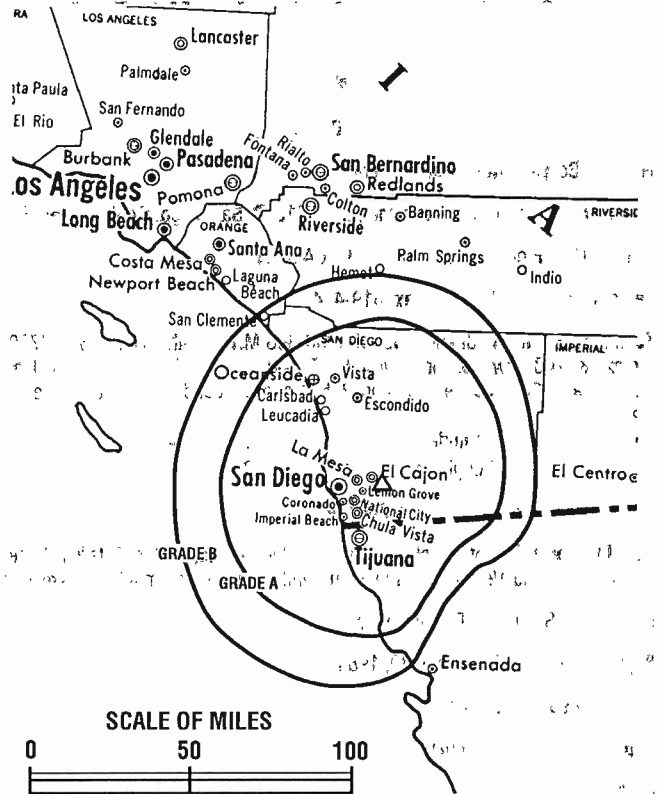 RA
LOS ANGELES
Lancaster
Palmdale
nta Paula
San Fernando
El Rio
Glendale
Burbank
Pasadena
Rialto
Fontana
San Bernardino
Los Angeles
Pomona
Colton
Redlands
Long Beach
ORANGE
Riverside
Banning
A
RIVERSID
Santa Ana
Costa Mesa
Palm Springs
Newport Beach
Laguna
Beach
Hemet
Indio
San Clemente
SAN DIEGO
IMPERIAL
Oceanside
Vista
Carlsbad
Escondido
Leucadia
La Mesa
El Cajon
El Centro
San Diego
Lemon Grove
Coronado
National City
Imperial Beach
Chula Vista
Tijuana
GRADE B
GRADE A
Ensenada
SCALE OF MILES
0 50 100